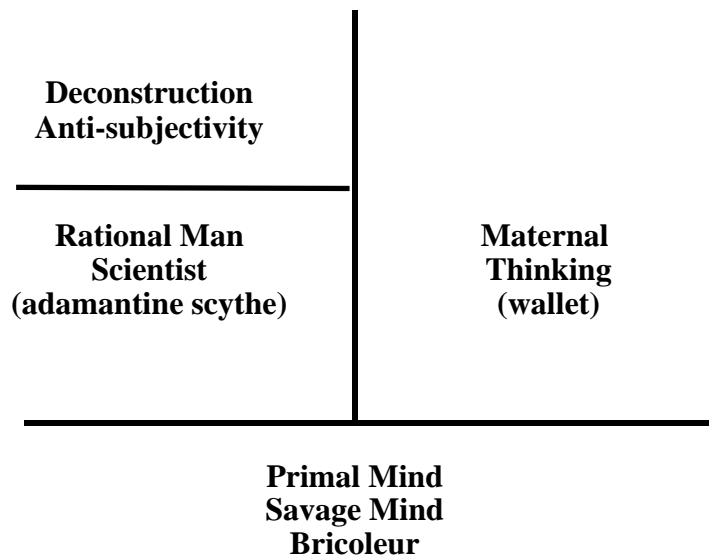 Deconstruction
Anti-subjectivity
Rational Man
Scientist
(adamantine scythe)
Maternal
Thinking
(wallet)
Primal Mind
Savage Mind
Bricoleur